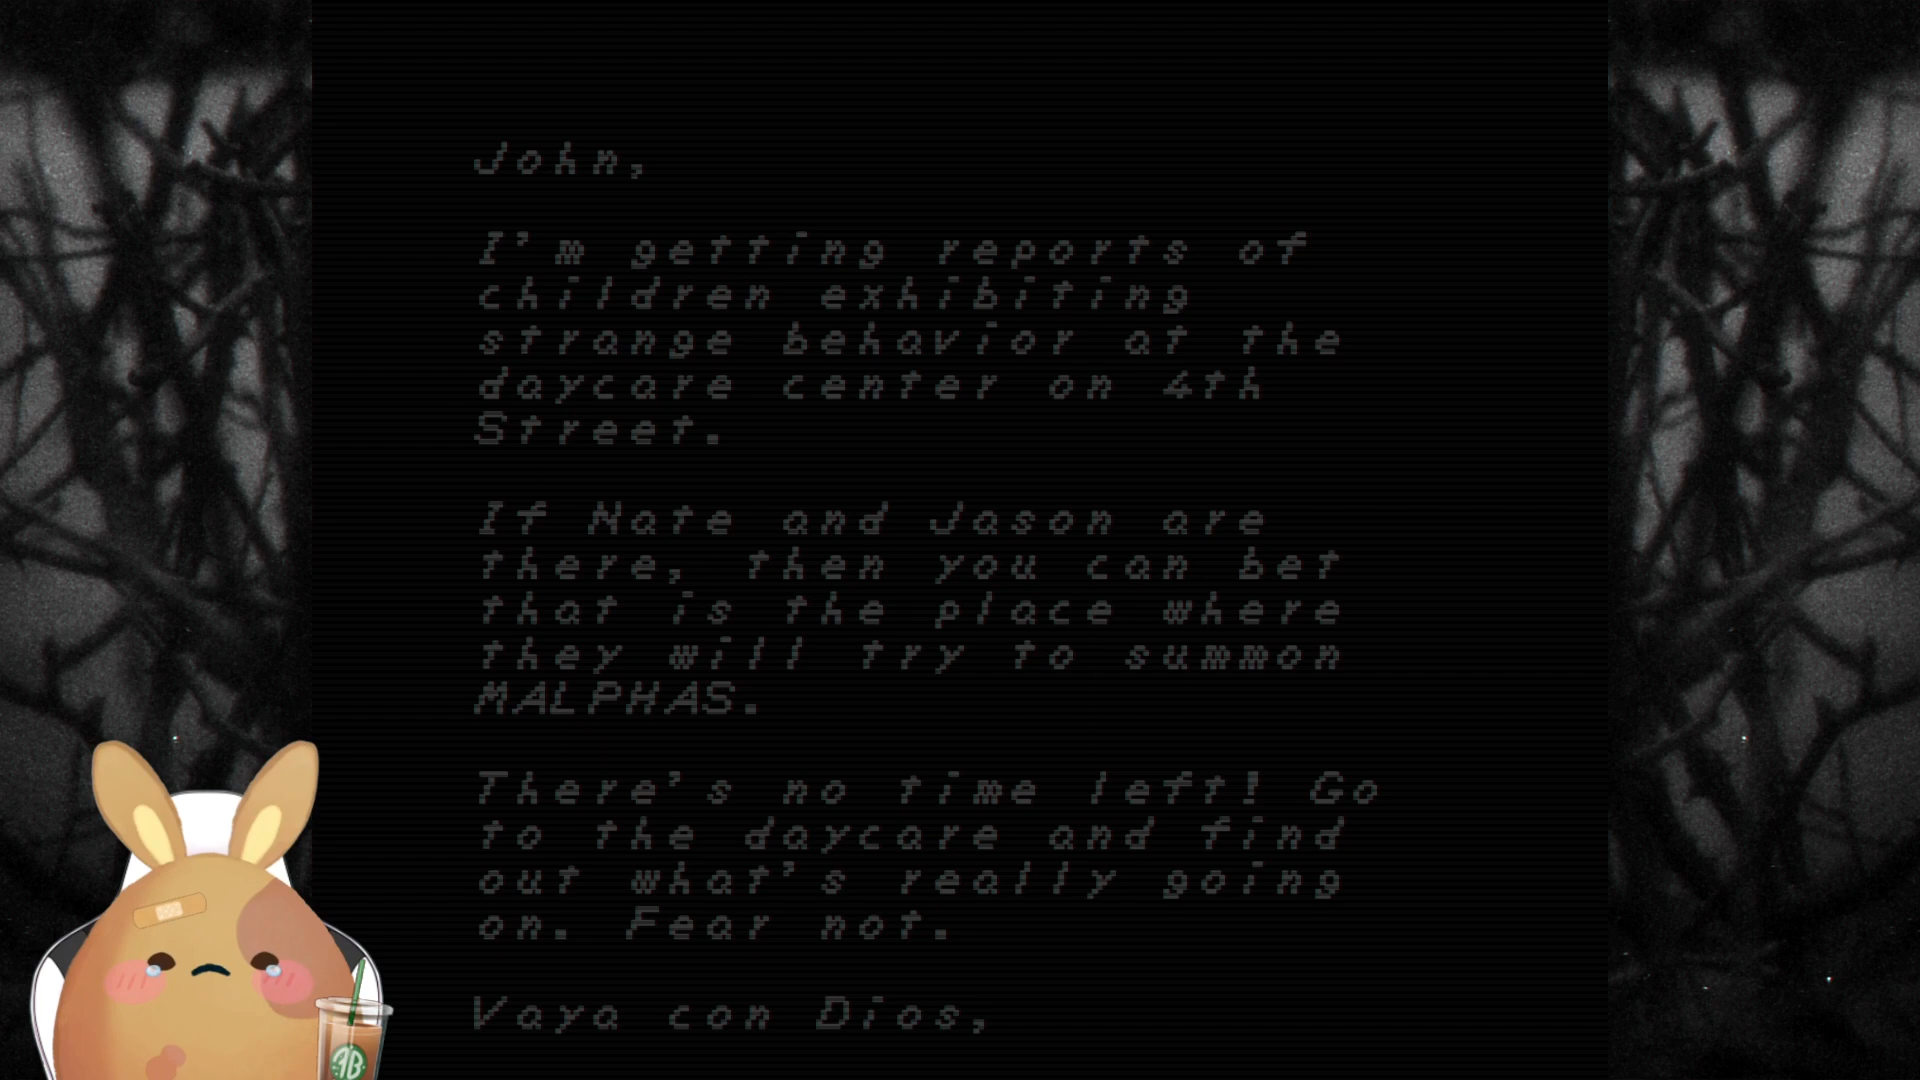 John,
I'm getting reports of
children exhibiting
strange behavior at the
daycare center on 4th
Street.
If Nate and Jason are
there, then you can bet
that is the place where
they will try to summon
MALPHAS.
There's no time left! Go
to the daycare and find
out what's really going
on. Fear not.
Vaya con Dios,
AB